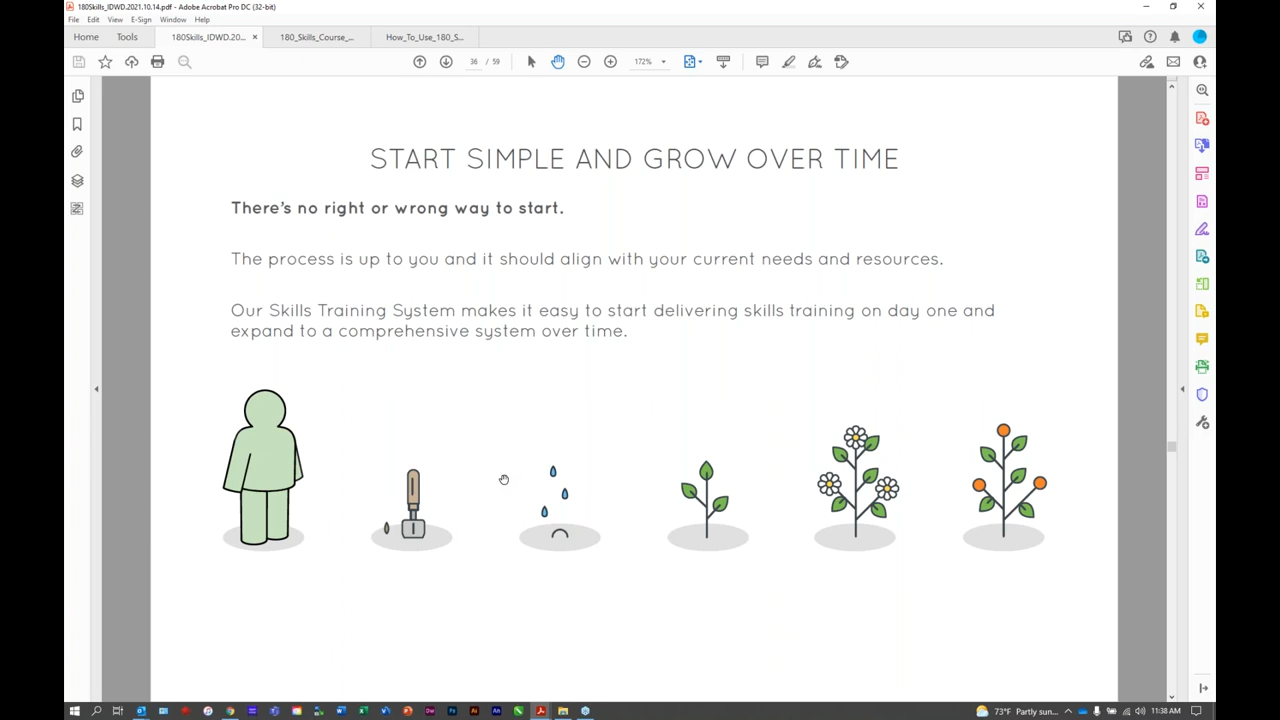 180Skills_IDWD.2021.10.14.pdf - Adobe Acrobat Pro DC (32-bit)
File Edit View E-Sign Window Help
Home Tools 180Skills_IDWD.20... × 180_Skills_Course_... How_To_Use_180_S...
36 / 59 172%
START SIMPLE AND GROW OVER TIME
There's no right or wrong way to start.
The process is up to you and it should align with your current needs and resources.
Our Skills Training System makes it easy to start delivering skills training on day one and
expand to a comprehensive system over time.
73°F Partly sun... 11:38 AM